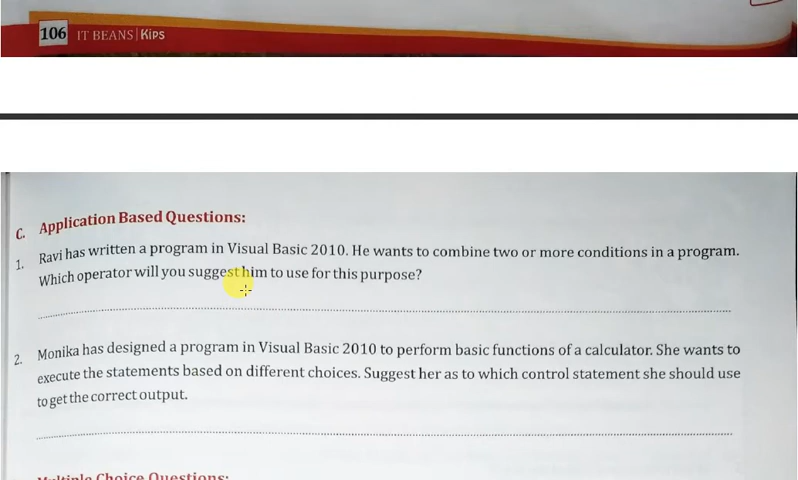 106 IT BEANS | KIPS
C. Application Based Questions:
1. Ravi has written a program in Visual Basic 2010. He wants to combine two or more conditions in a program.
Which operator will you suggest him to use for this purpose?
2. Monika has designed a program in Visual Basic 2010 to perform basic functions of a calculator. She wants to
execute the statements based on different choices. Suggest her as to which control statement she should use
to get the correct output.
Multiple Choice Questions: